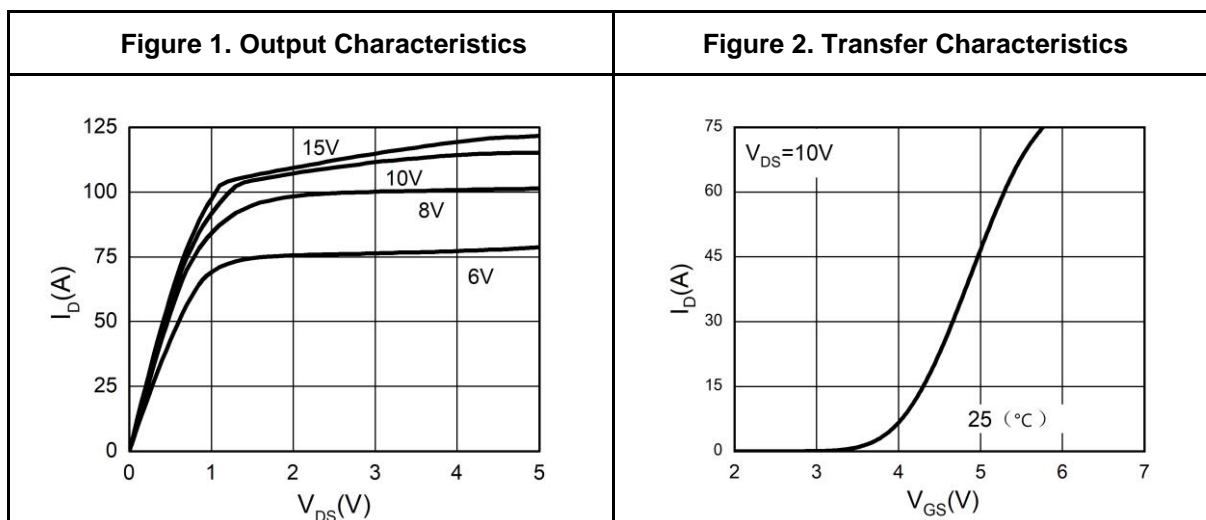 Figure 1. Output Characteristics
125
100
75
50
25
0
0 1 2 3 4 5
I_D(A)
V_DS(V)
15V
10V
8V
6V
Figure 2. Transfer Characteristics
75
60
45
30
15
0
2 3 4 5 6 7
I_D(A)
V_GS(V)
V_DS=10V
25（℃）